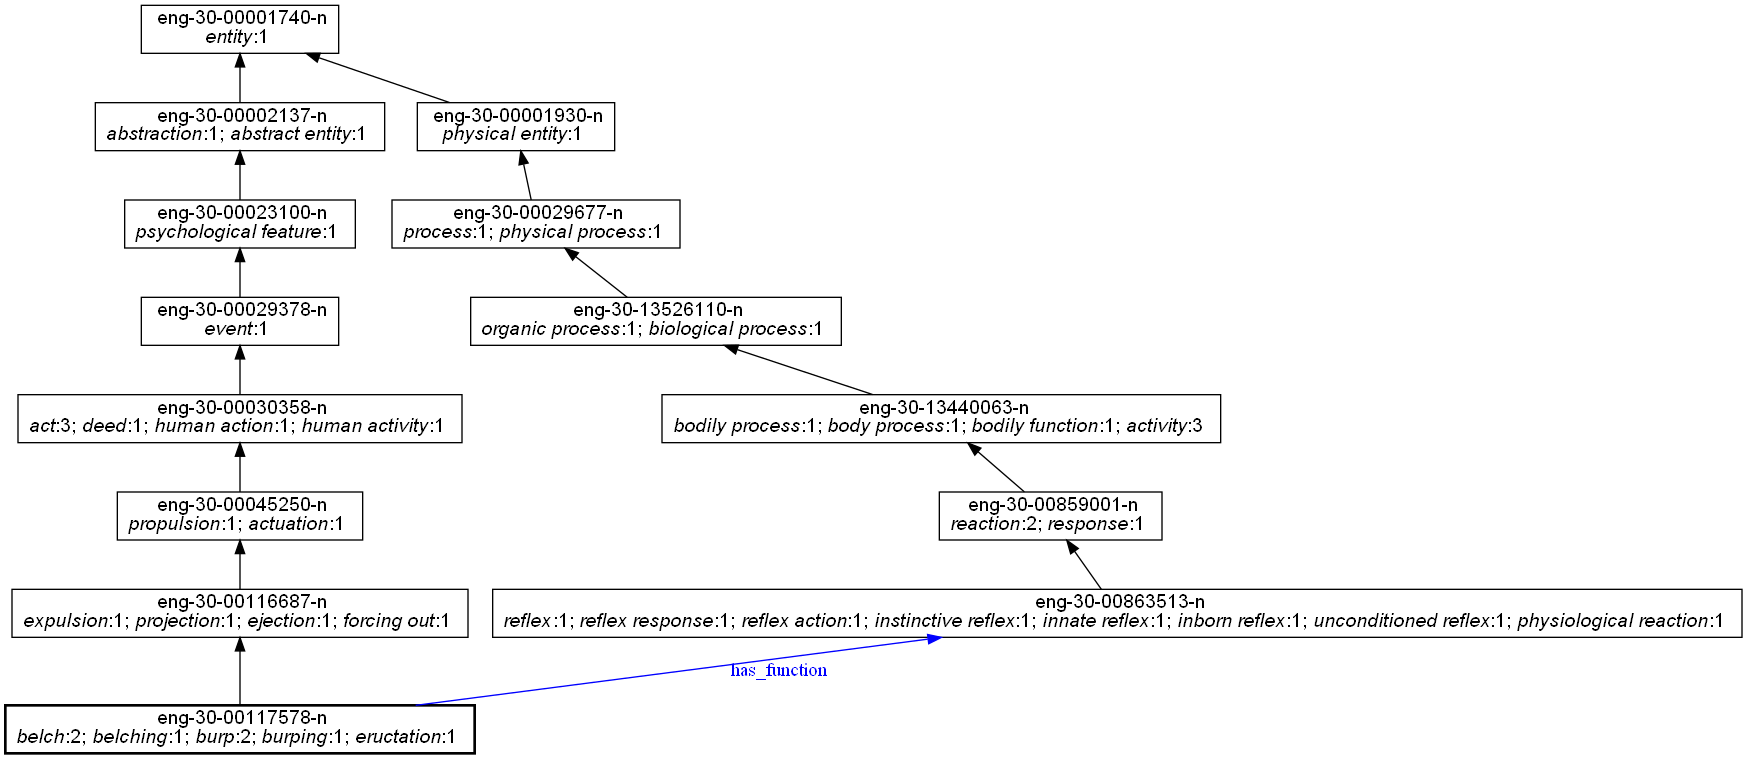 eng-30-00001740-n
entity:1
eng-30-00002137-n
abstraction:1; abstract entity:1
eng-30-00001930-n
physical entity:1
eng-30-00023100-n
psychological feature:1
eng-30-00029677-n
process:1; physical process:1
eng-30-00029378-n
event:1
eng-30-13526110-n
organic process:1; biological process:1
eng-30-00030358-n
act:3; deed:1; human action:1; human activity:1
eng-30-13440063-n
bodily process:1; body process:1; bodily function:1; activity:3
eng-30-00045250-n
propulsion:1; actuation:1
eng-30-00859001-n
reaction:2; response:1
eng-30-00116687-n
expulsion:1; projection:1; ejection:1; forcing out:1
eng-30-00863513-n
reflex:1; reflex response:1; reflex action:1; instinctive reflex:1; innate reflex:1; inborn reflex:1; unconditioned reflex:1; physiological reaction:1
has_function
eng-30-00117578-n
belch:2; belching:1; burp:2; burping:1; eructation:1